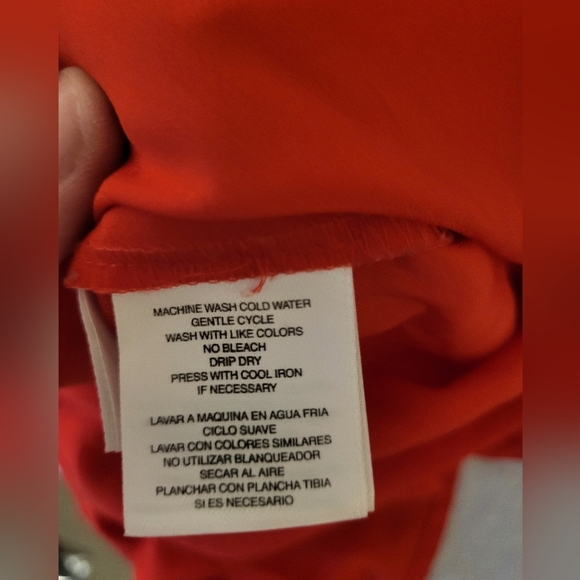 MACHINE WASH COLD WATER
GENTLE CYCLE
WASH WITH LIKE COLORS
NO BLEACH
DRIP DRY
PRESS WITH COOL IRON
IF NECESSARY
LAVAR A MAQUINA EN AGUA FRIA
CICLO SUAVE
LAVAR CON COLORES SIMILARES
NO UTILIZAR BLANQUEADOR
SECAR AL AIRE
PLANCHAR CON PLANCHA TIBIA
SI ES NECESARIO